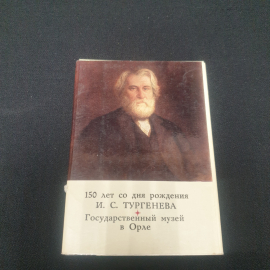 150 лет со дня рождения
И. С. ТУРГЕНЕВА
Государственный музей
в Орле